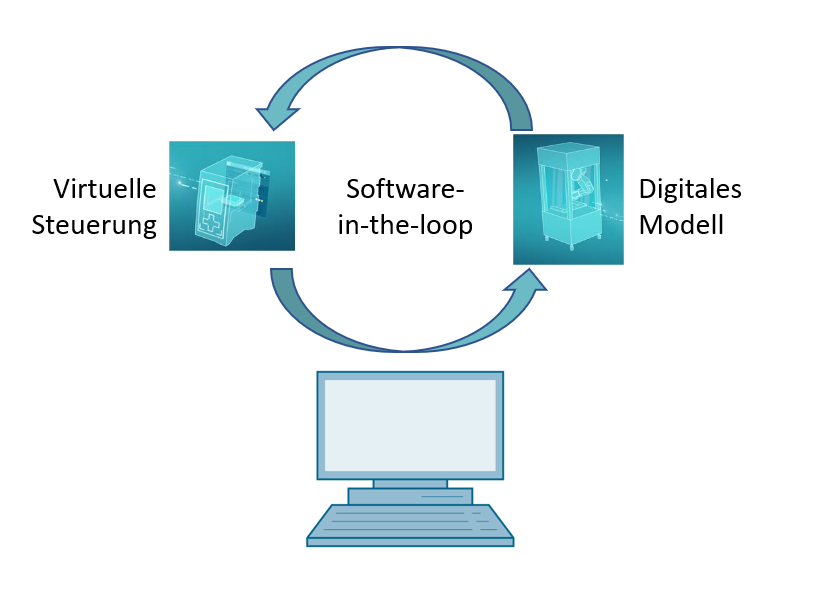 Virtuelle
Steuerung
Software-
in-the-loop
Digitales
Modell